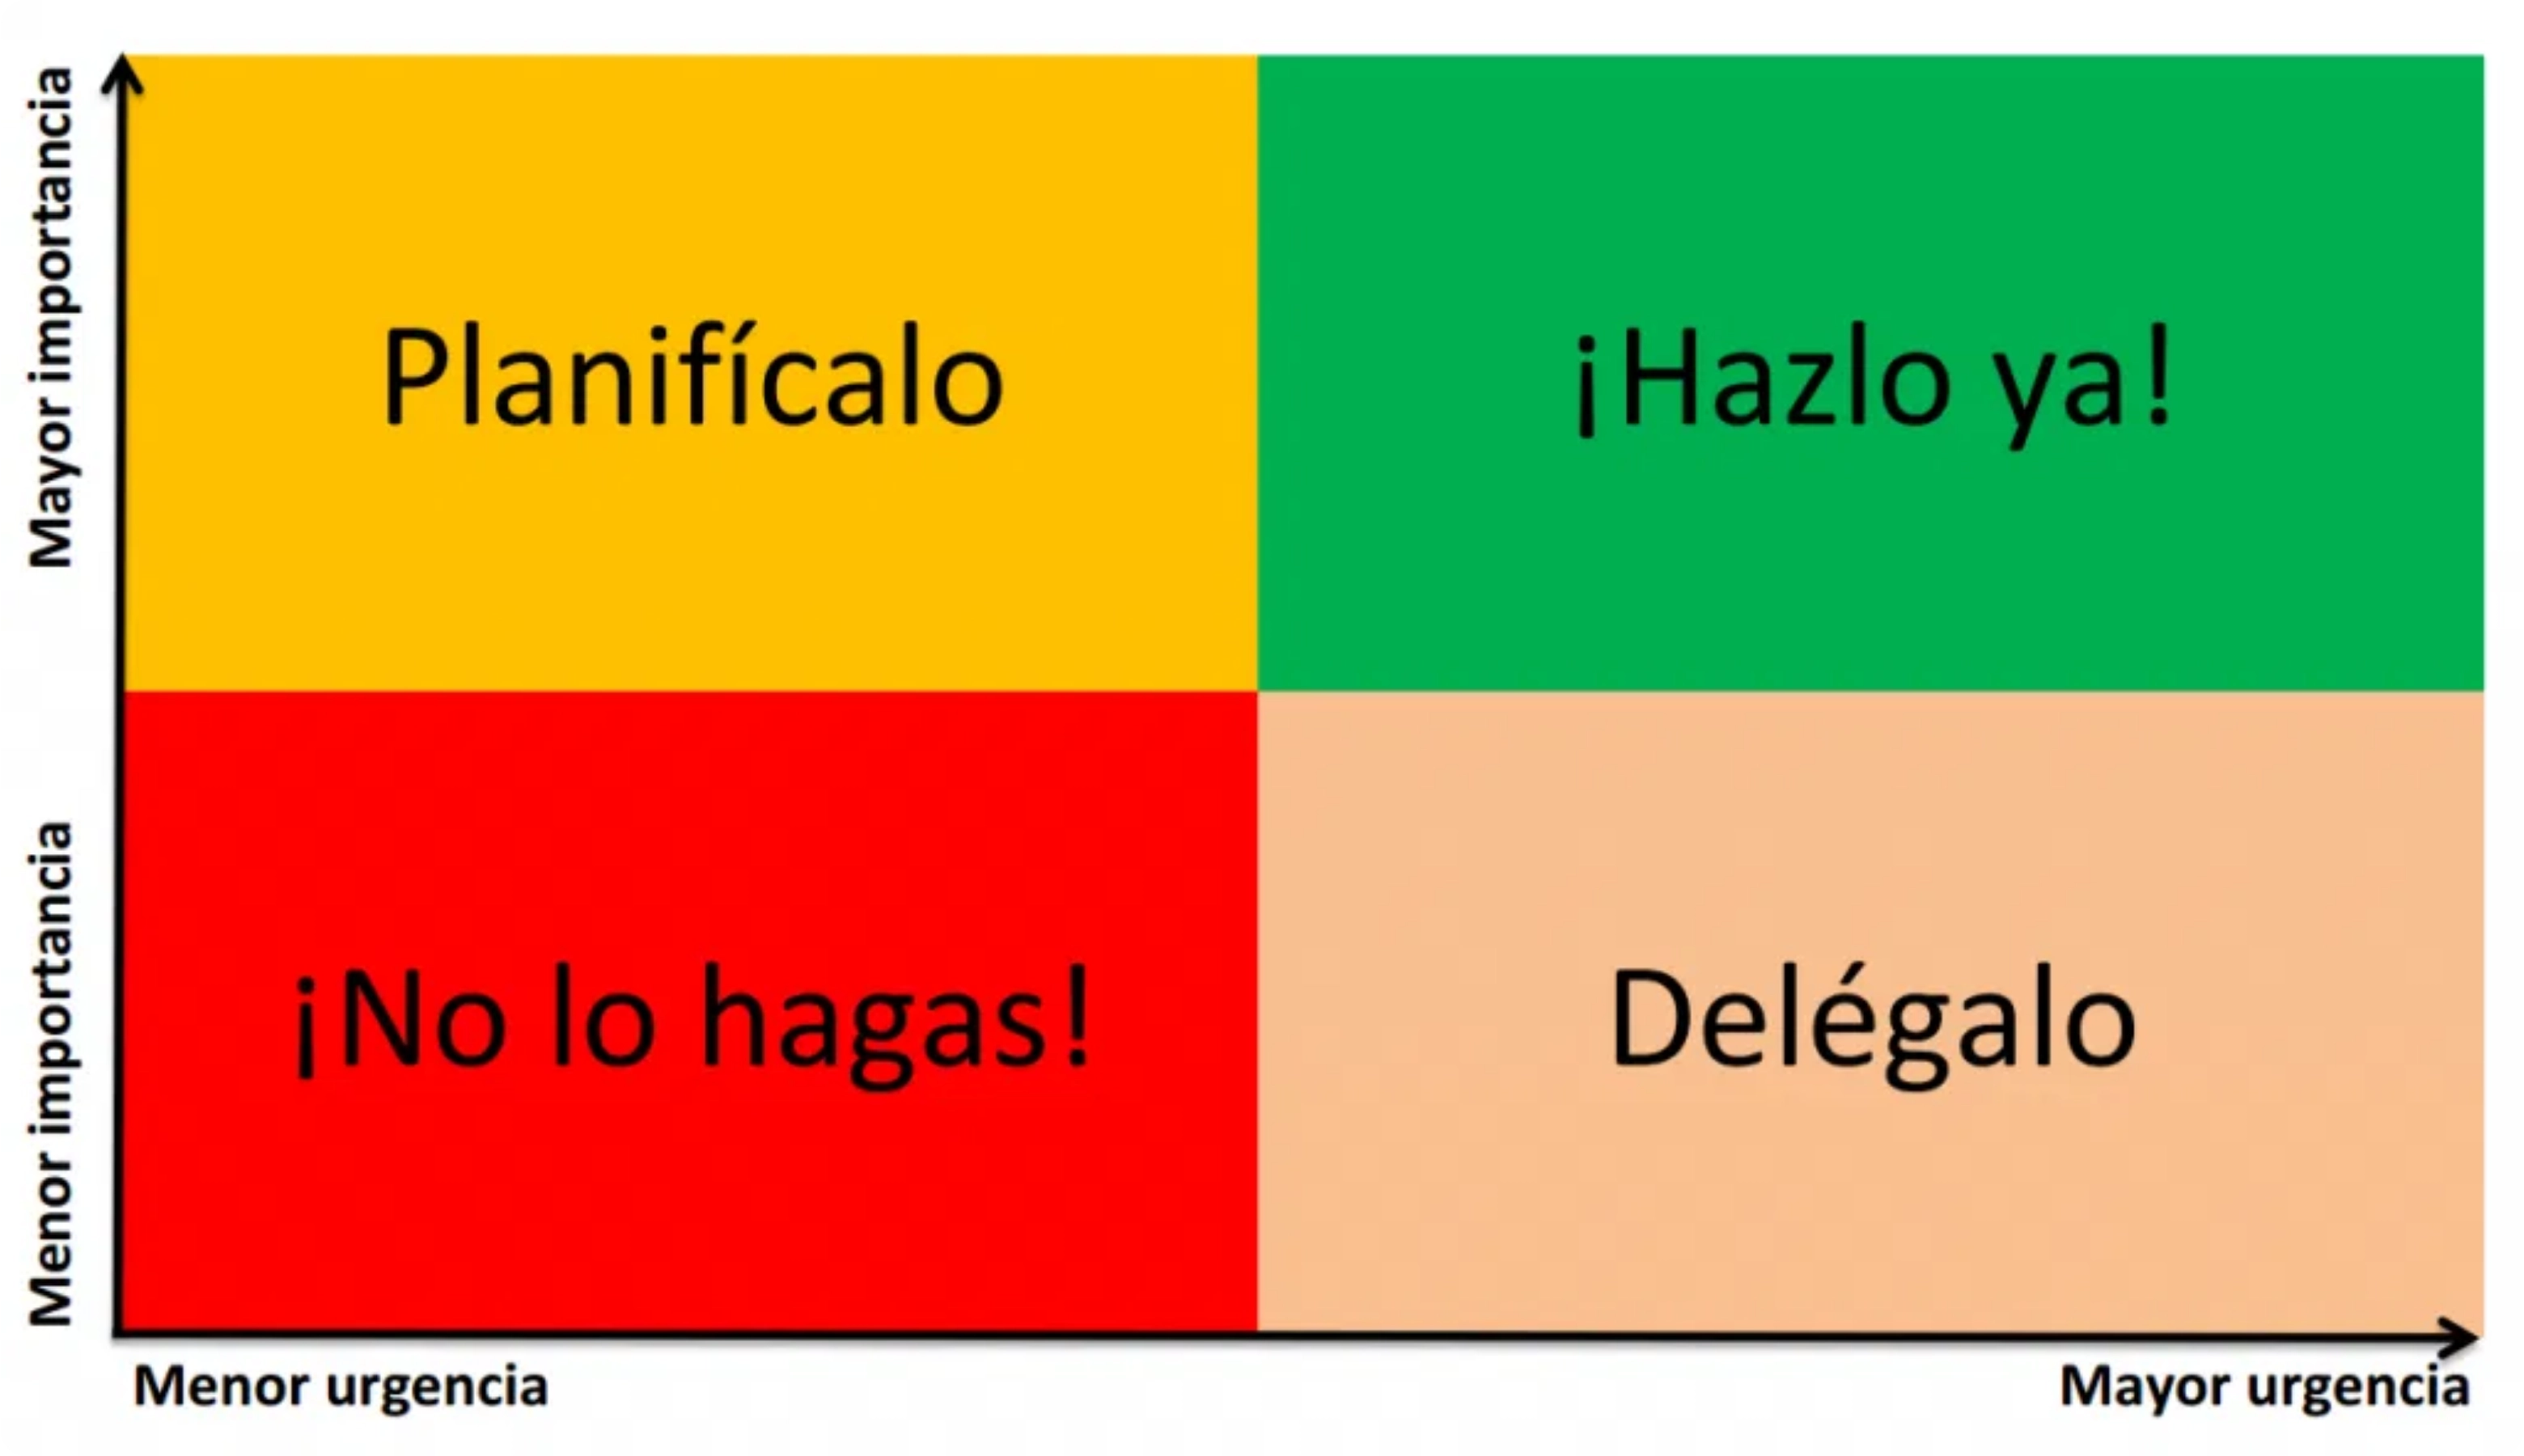 Mayor importancia
Planifícalo
¡Hazlo ya!
Menor importancia
¡No lo hagas!
Delégalo
Menor urgencia
Mayor urgencia